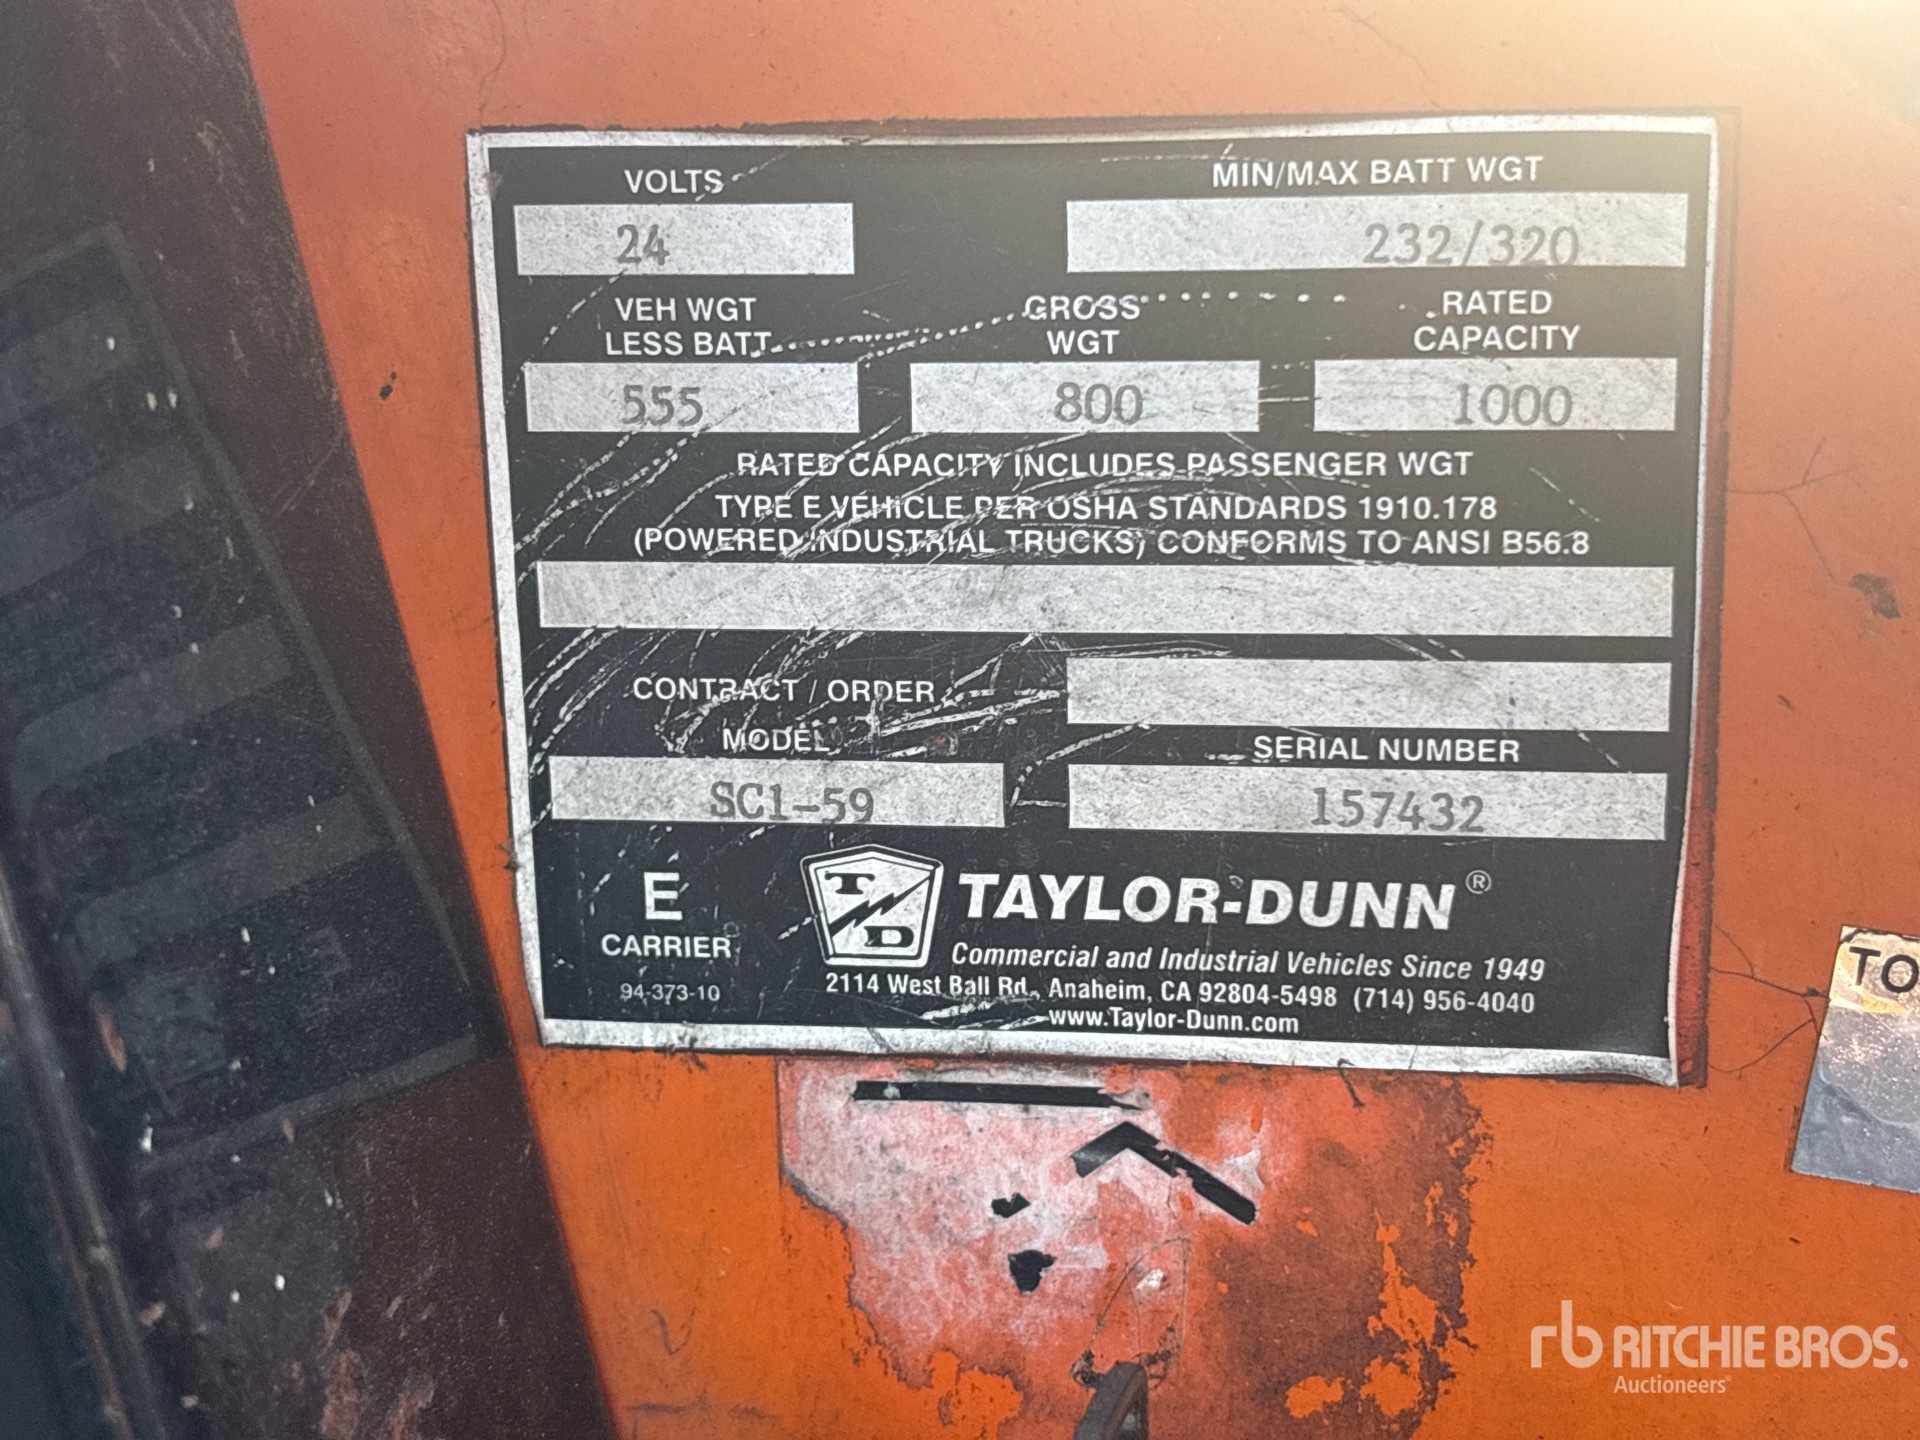 VOLTS
MIN/MAX BATT WGT
24
232/320
VEH WGT
LESS BATT
GROSS
WGT
RATED
CAPACITY
555
800
1000
RATED CAPACITY INCLUDES PASSENGER WGT
TYPE E VEHICLE PER OSHA STANDARDS 1910.178
(POWERED INDUSTRIAL TRUCKS) CONFORMS TO ANSI B56.8
CONTRACT / ORDER
MODEL
SERIAL NUMBER
SC1-59
157432
E
CARRIER
94-373-10
T D
TAYLOR-DUNN®
Commercial and Industrial Vehicles Since 1949
2114 West Ball Rd., Anaheim, CA 92804-5498 (714) 956-4040
www.Taylor-Dunn.com
TO
rb RITCHIE BROS.
Auctioneers